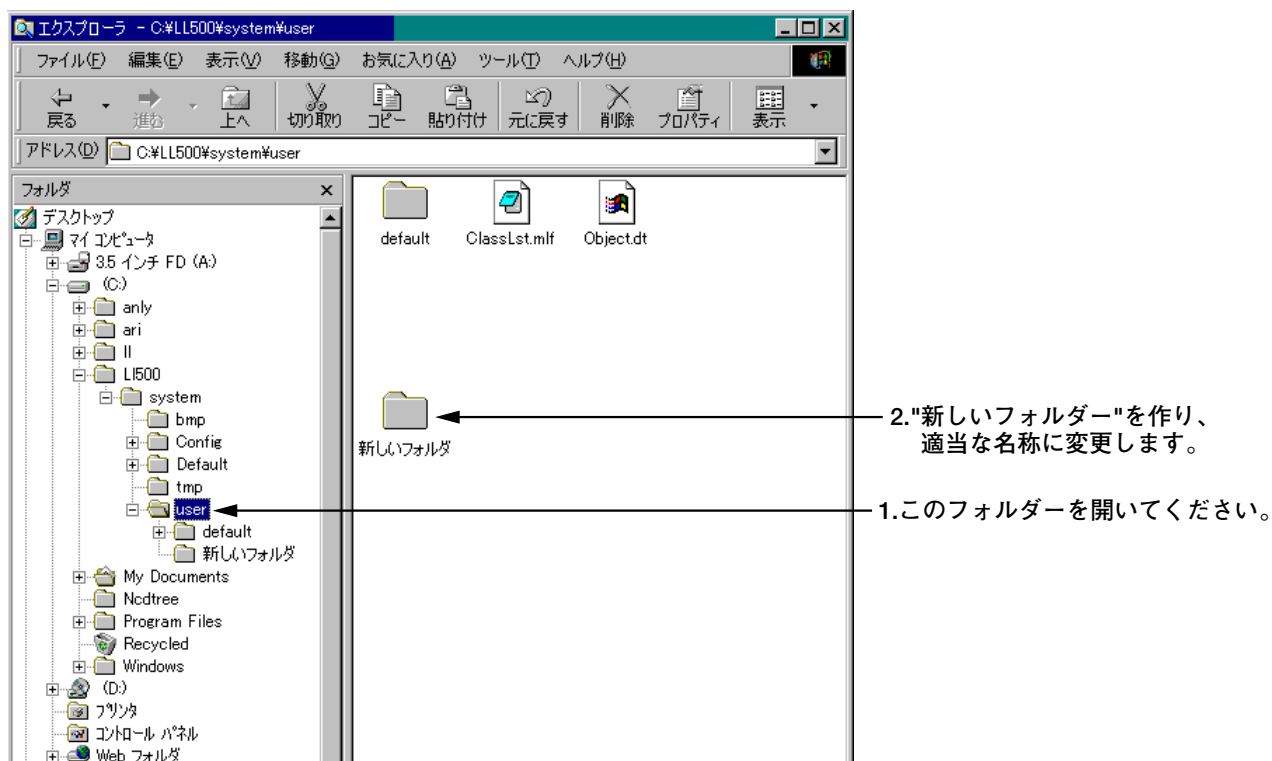 エクスプローラ - C:¥LL500¥system¥user
ファイル(F) 編集(E) 表示(V) 移動(G) お気に入り(A) ツール(T) ヘルプ(H)
戻る 進む 上へ 切り取り コピー 貼り付け 元に戻す 削除 プロパティ 表示
アドレス(D) C:¥LL500¥system¥user
フォルダ
デスクトップ
マイ コンピュータ
3.5 インチ FD (A:)
(C:)
anly
ari
ll
Ll500
system
bmp
Config
Default
tmp
user
default
新しいフォルダ
My Documents
Ncdtree
Program Files
Recycled
Windows
(D:)
プリンタ
コントロール パネル
Web フォルダ
default ClassLst.mlf Object.dt
新しいフォルダ
2."新しいフォルダー"を作り、
適当な名称に変更します。
1.このフォルダーを開いてください。